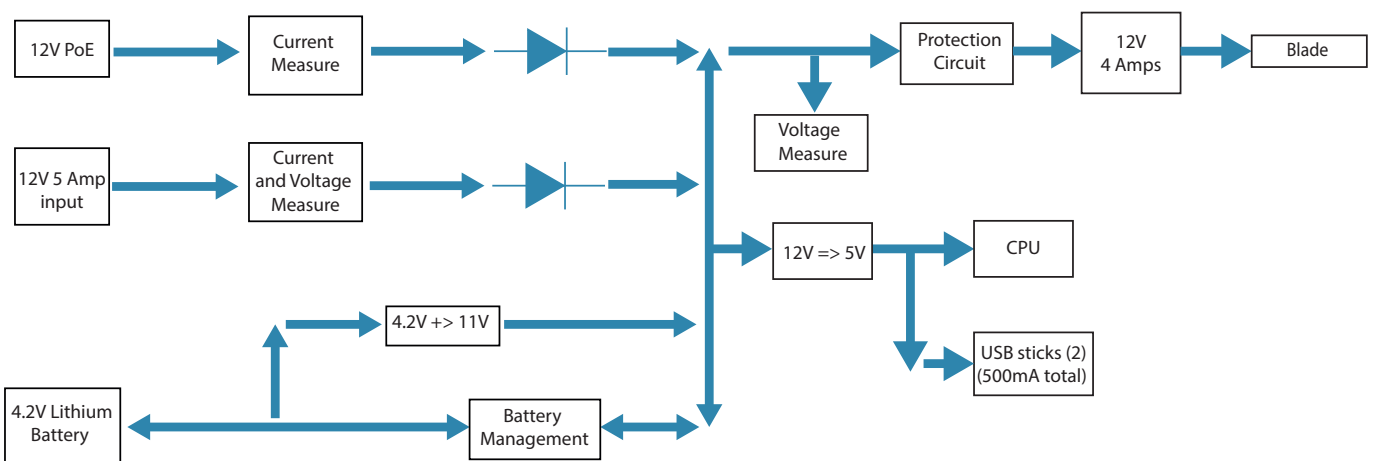 12V PoE
Current
Measure
Protection
Circuit
12V
4 Amps
Blade
Voltage
Measure
12V 5 Amp
input
Current
and Voltage
Measure
12V => 5V
CPU
4.2V +> 11V
USB sticks (2)
(500mA total)
4.2V Lithium
Battery
Battery
Management